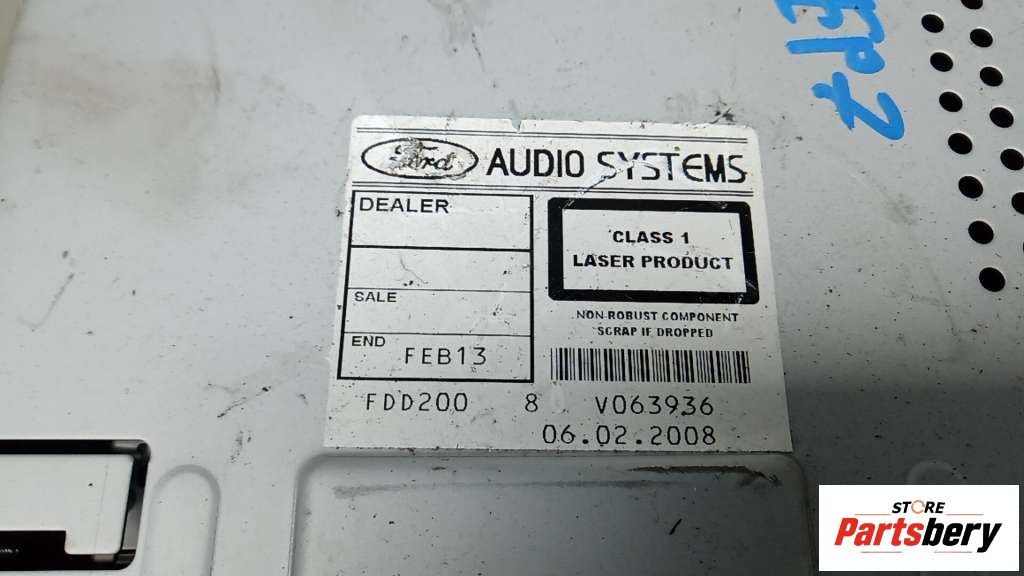 Ford AUDIO SYSTEMS
DEALER
CLASS 1
LASER PRODUCT
SALE
NON-ROBUST COMPONENT
SCRAP IF DROPPED
END FEB13
FDD200 8 V063936
06.02.2008
STORE
Partsbery